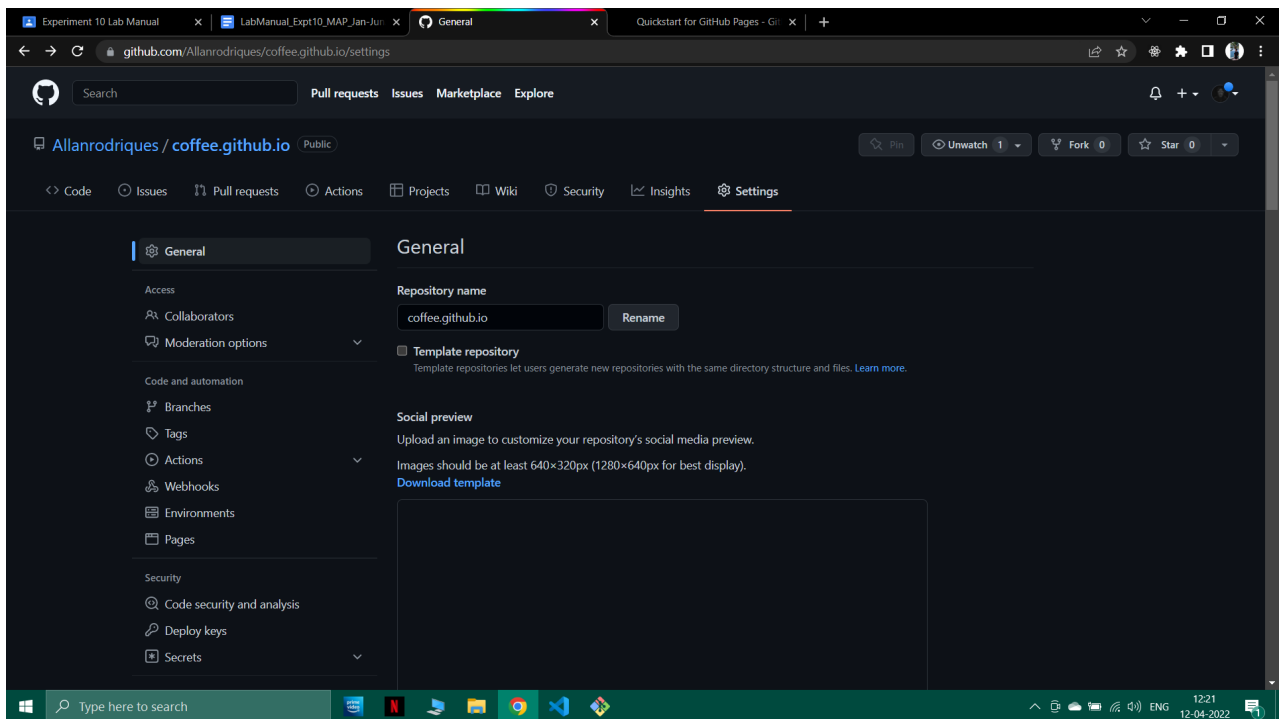 Experiment 10 Lab Manual
LabManual_Expt10_MAP_Jan-Jun
General
Quickstart for GitHub Pages - Git
github.com/Allanrodriques/coffee.github.io/settings
Search
Pull requests Issues Marketplace Explore
Allanrodriques / coffee.github.io Public
Pin
Unwatch 1
Fork 0
Star 0
Code
Issues
Pull requests
Actions
Projects
Wiki
Security
Insights
Settings
General
Access
Collaborators
Moderation options
Code and automation
Branches
Tags
Actions
Webhooks
Environments
Pages
Security
Code security and analysis
Deploy keys
Secrets
General
Repository name
coffee.github.io Rename
Template repository
Template repositories let users generate new repositories with the same directory structure and files. Learn more.
Social preview
Upload an image to customize your repository's social media preview.
Images should be at least 640×320px (1280×640px for best display).
Download template
Type here to search
prime video
N
ENG
12:21
12-04-2022
1